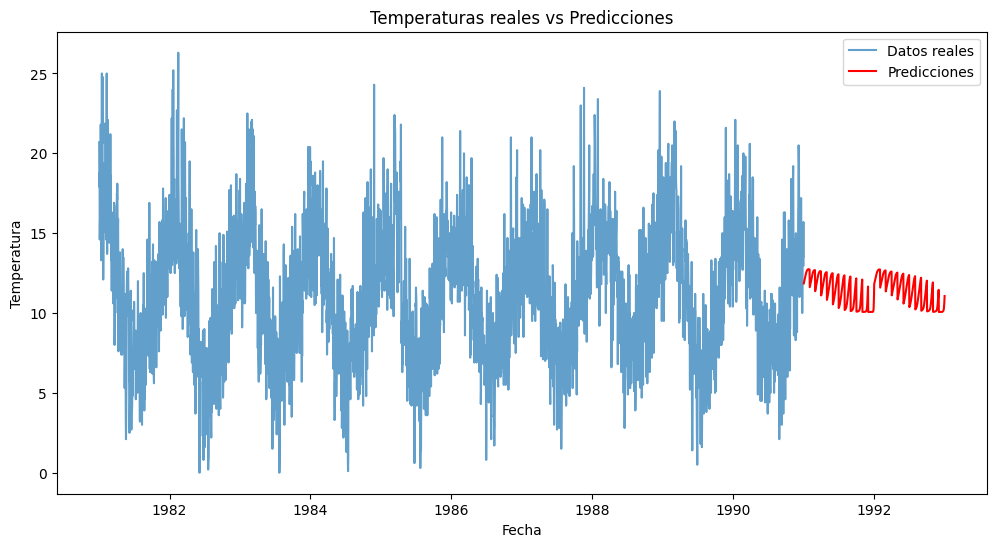 Temperaturas reales vs Predicciones
Datos reales
Predicciones
Temperatura
25
20
15
10
5
0
1982 1984 1986 1988 1990 1992
Fecha